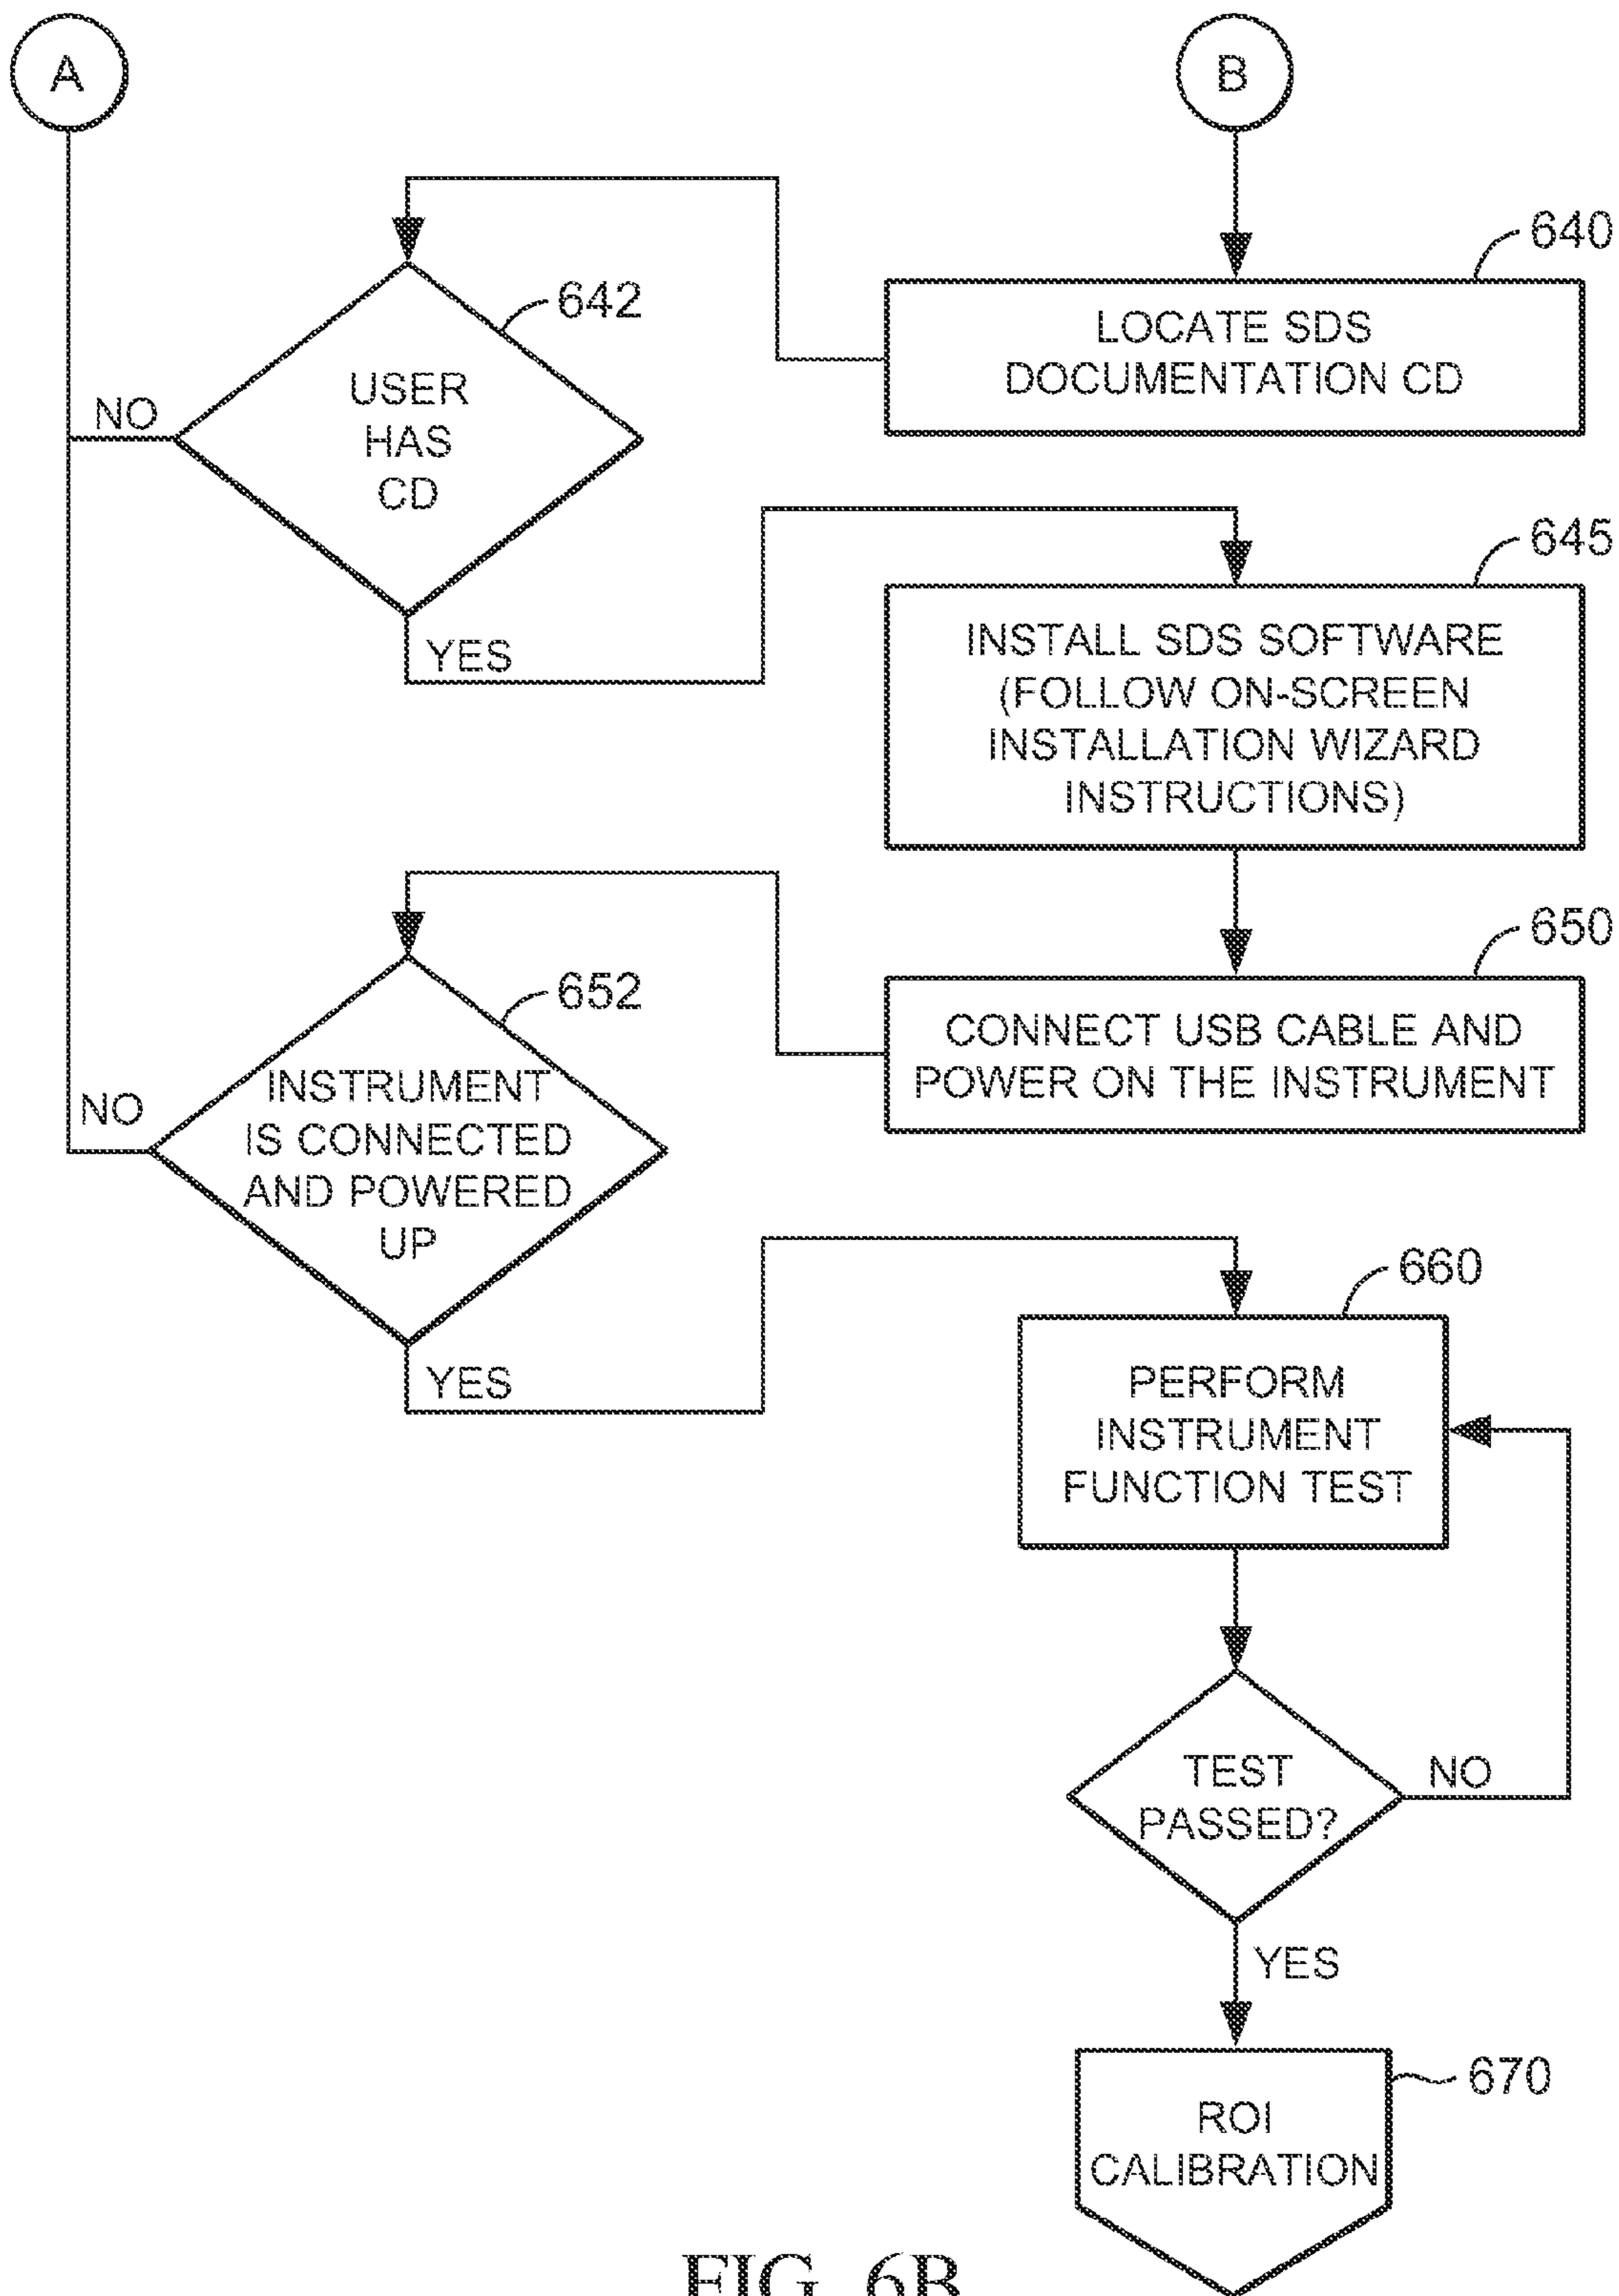 A
B
640
LOCATE SDS
DOCUMENTATION CD
642
USER
HAS
CD
NO
YES
645
INSTALL SDS SOFTWARE
(FOLLOW ON-SCREEN
INSTALLATION WIZARD
INSTRUCTIONS)
650
CONNECT USB CABLE AND
POWER ON THE INSTRUMENT
652
INSTRUMENT
IS CONNECTED
AND POWERED
UP
NO
YES
660
PERFORM
INSTRUMENT
FUNCTION TEST
TEST
PASSED?
NO
YES
670
ROI
CALIBRATION
FIG. 6B